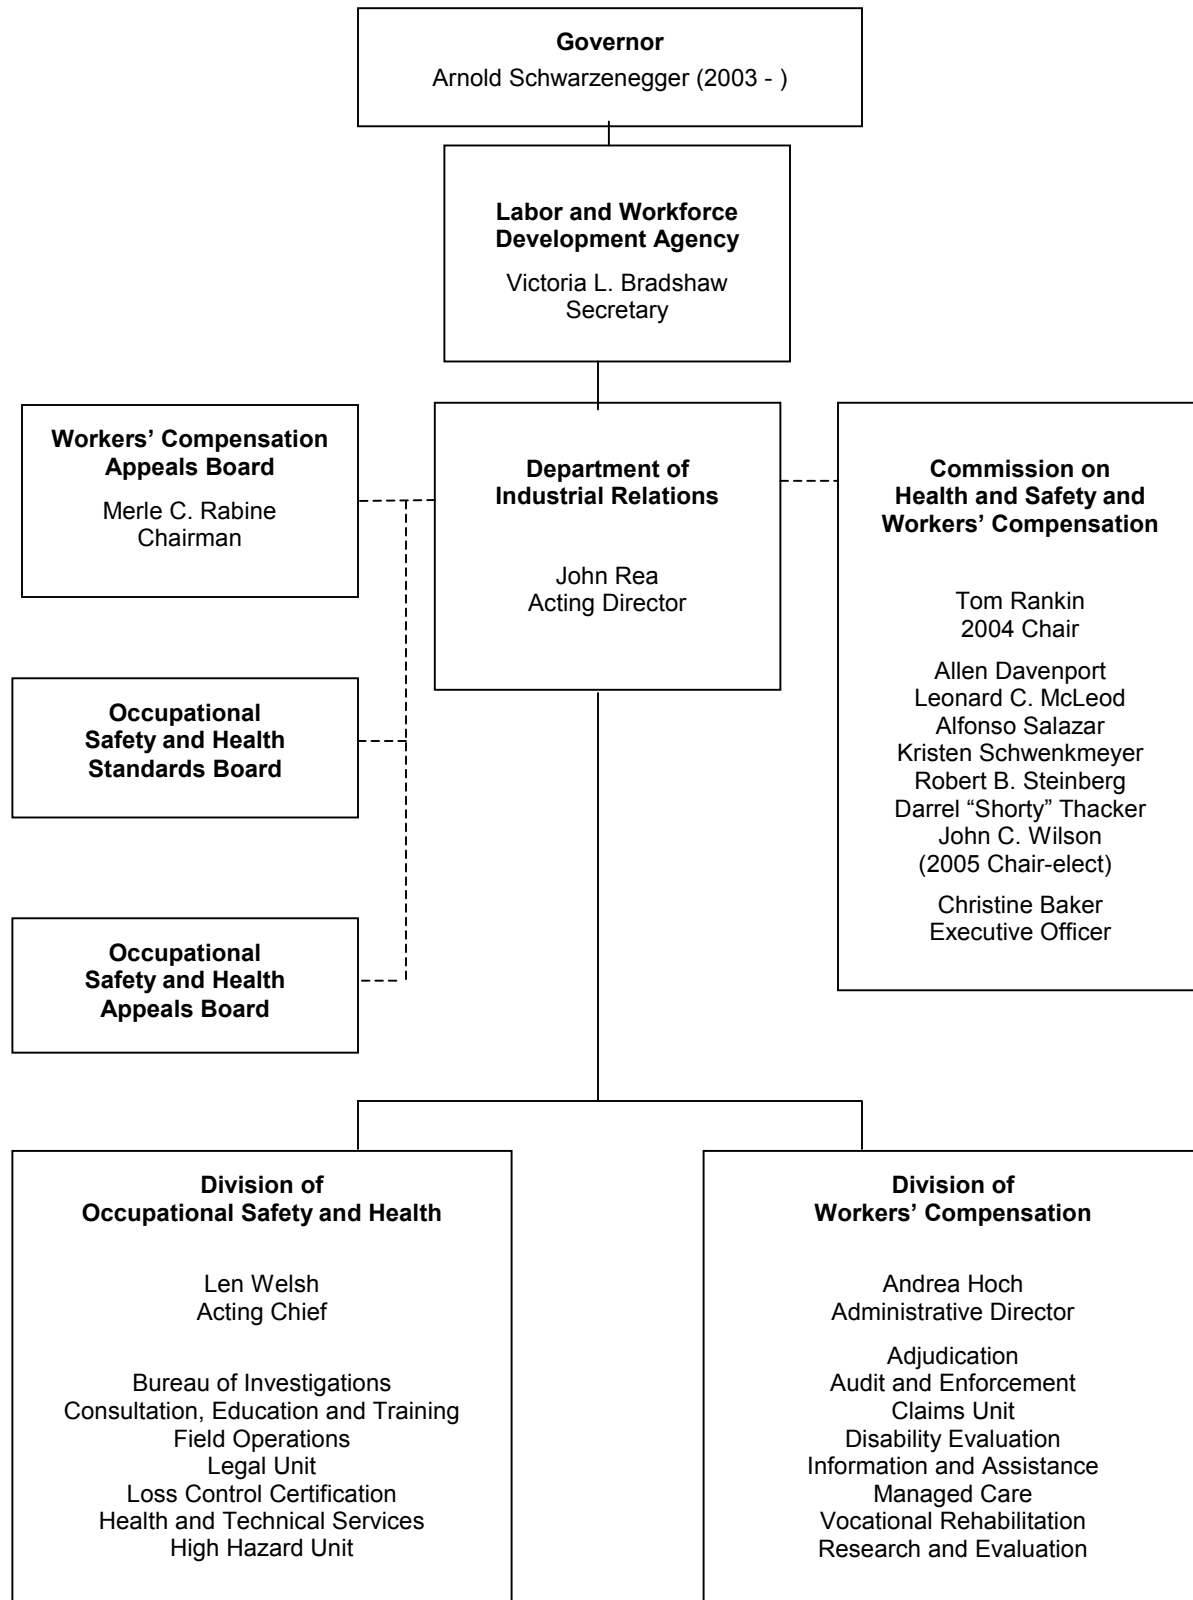 Governor
Arnold Schwarzenegger (2003 - )
Labor and Workforce
Development Agency
Victoria L. Bradshaw
Secretary
Workers’ Compensation
Appeals Board
Merle C. Rabine
Chairman
Department of
Industrial Relations
John Rea
Acting Director
Commission on
Health and Safety and
Workers’ Compensation
Tom Rankin
2004 Chair
Allen Davenport
Leonard C. McLeod
Alfonso Salazar
Kristen Schwenkmeyer
Robert B. Steinberg
Darrel “Shorty” Thacker
John C. Wilson
(2005 Chair-elect)
Christine Baker
Executive Officer
Occupational
Safety and Health
Standards Board
Occupational
Safety and Health
Appeals Board
Division of
Occupational Safety and Health
Len Welsh
Acting Chief
Bureau of Investigations
Consultation, Education and Training
Field Operations
Legal Unit
Loss Control Certification
Health and Technical Services
High Hazard Unit
Division of
Workers’ Compensation
Andrea Hoch
Administrative Director
Adjudication
Audit and Enforcement
Claims Unit
Disability Evaluation
Information and Assistance
Managed Care
Vocational Rehabilitation
Research and Evaluation